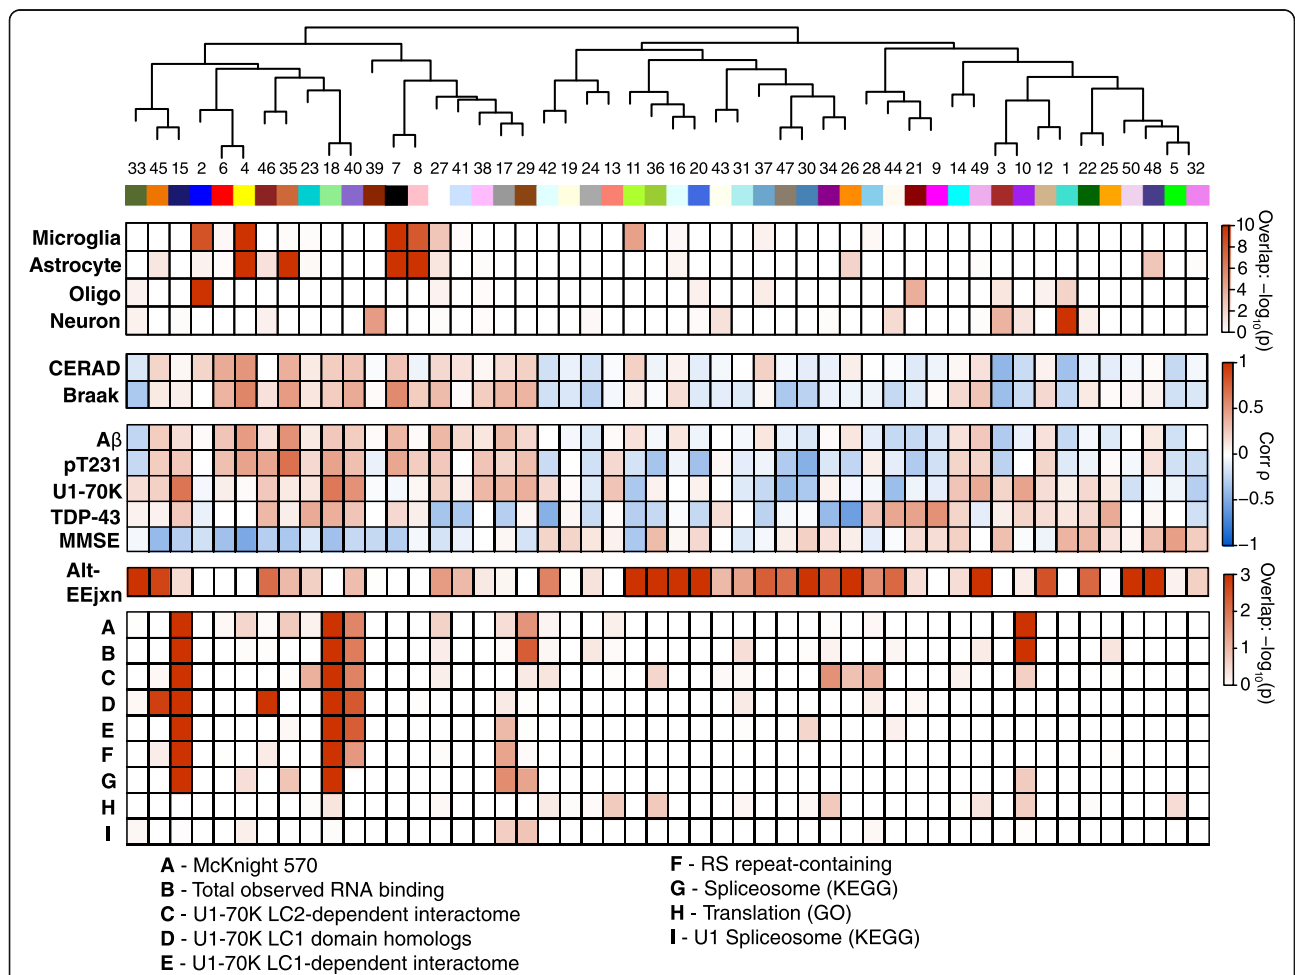 33 45 15 2 6 4 46 35 23 18 40 39 7 8 27 41 38 17 29 42 19 24 13 11 36 16 20 43 31 37 47 30 34 26 28 44 21 9 14 49 3 10 12 1 22 25 50 48 5 32
Microglia
Astrocyte
Oligo
Neuron
10
8
6
4
2
0
Overlap: −log10(p)
CERAD
Braak
Aβ
pT231
U1-70K
TDP-43
MMSE
1
0.5
0
−0.5
−1
Corr ρ
Alt-
EEjxn
3
2
1
0
Overlap: −log10(p)
A
B
C
D
E
F
G
H
I
A - McKnight 570
B - Total observed RNA binding
C - U1-70K LC2-dependent interactome
D - U1-70K LC1 domain homologs
E - U1-70K LC1-dependent interactome
F - RS repeat-containing
G - Spliceosome (KEGG)
H - Translation (GO)
I - U1 Spliceosome (KEGG)